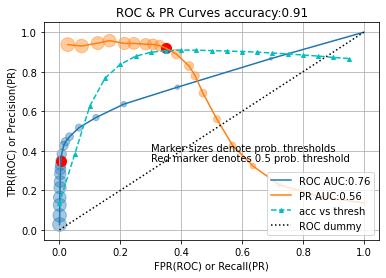 ROC & PR Curves accuracy:0.91
TPR(ROC) or Precision(PR)
1.0
0.8
0.6
0.4
0.2
0.0
Marker sizes denote prob. thresholds
Red marker denotes 0.5 prob. threshold
ROC AUC:0.76
PR AUC:0.56
acc vs thresh
ROC dummy
0.0 0.2 0.4 0.6 0.8 1.0
FPR(ROC) or Recall(PR)